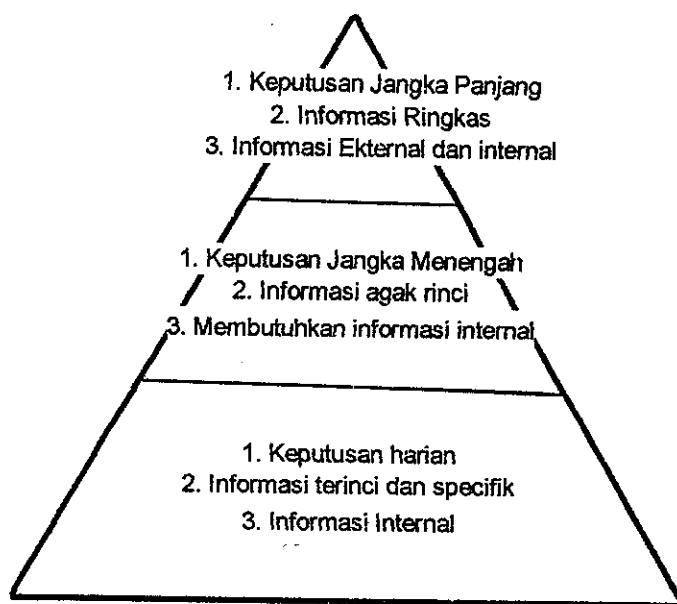 1. Keputusan Jangka Panjang
2. Informasi Ringkas
3. Informasi Ekternal dan internal
1. Keputusan Jangka Menengah
2. Informasi agak rinci
3. Membutuhkan informasi internal
1. Keputusan harian
2. Informasi terinci dan specifik
3. Informasi Internal